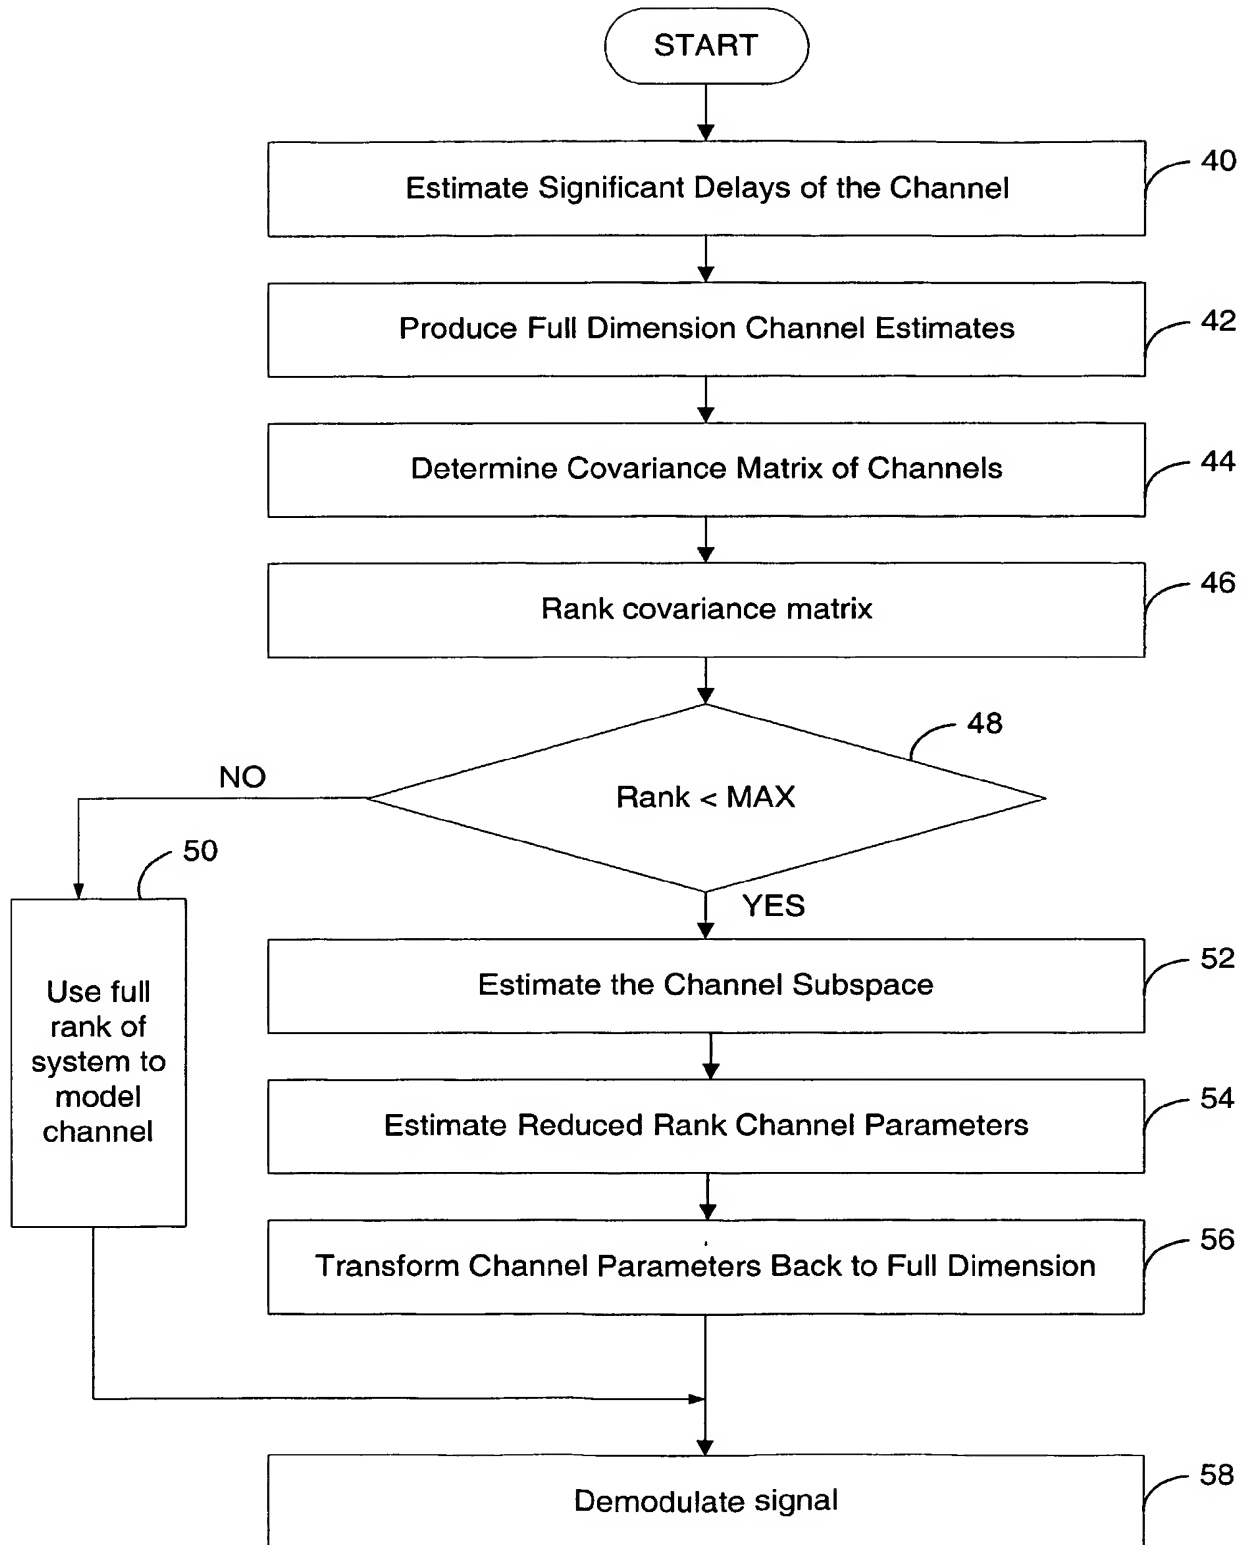 START
Estimate Significant Delays of the Channel
40
Produce Full Dimension Channel Estimates
42
Determine Covariance Matrix of Channels
44
Rank covariance matrix
46
48
Rank < MAX
NO
YES
50
Use full
rank of
system to
model
channel
Estimate the Channel Subspace
52
Estimate Reduced Rank Channel Parameters
54
Transform Channel Parameters Back to Full Dimension
56
Demodulate signal
58